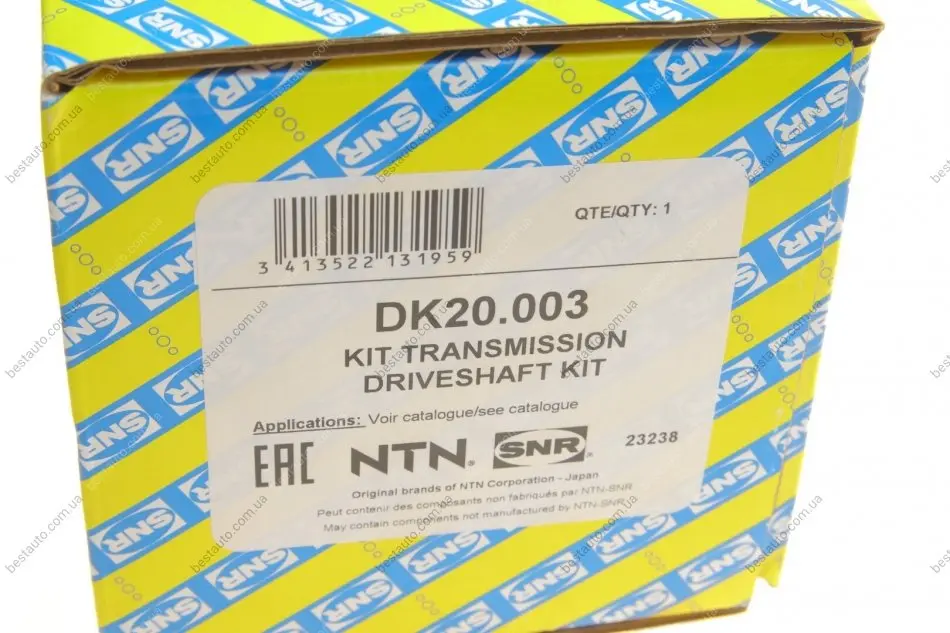 QTE/QTY: 1
3 413522 131959
DK20.003
KIT TRANSMISSION
DRIVESHAFT KIT
Applications: Voir catalogue/see catalogue
EAC NTN® SNR® 23238
Original brands of NTN Corporation - Japan
Peut contenir des composants non fabriqués par NTN-SNR
May contain components not manufactured by NTN-SNR
SNR
bestauto.com.ua